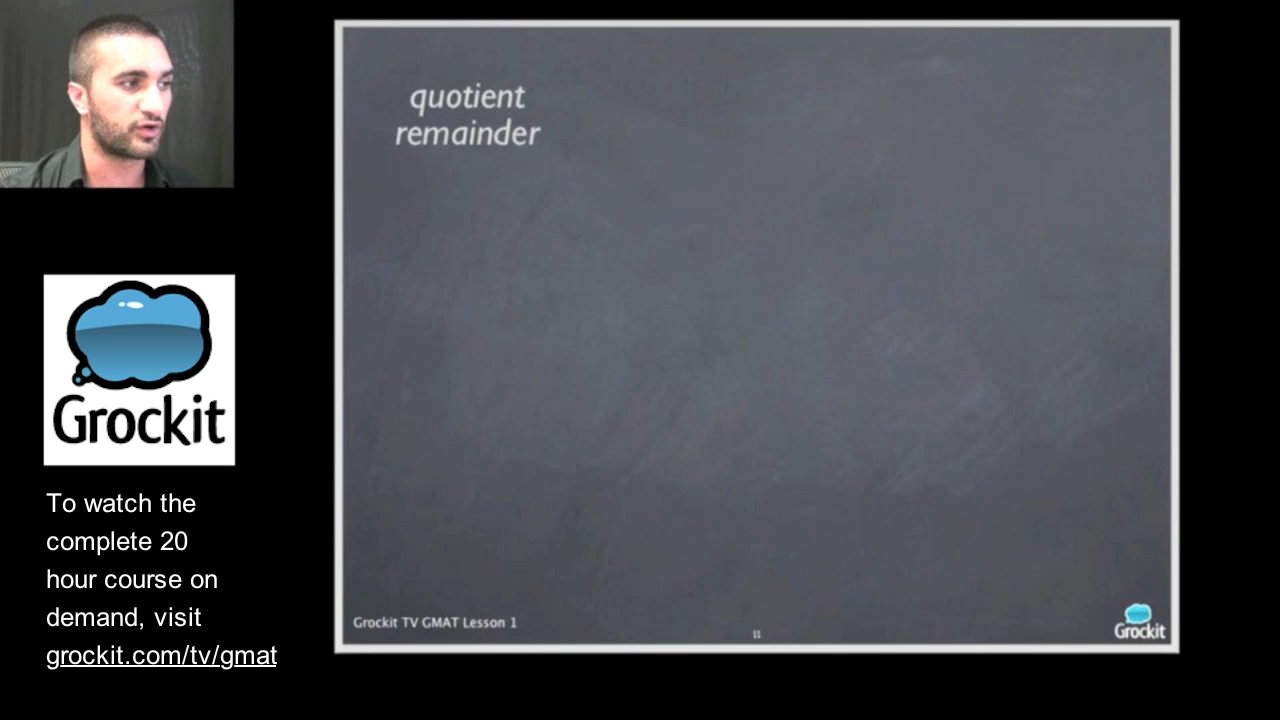 quotient
remainder
Grockit
To watch the
complete 20
hour course on
demand, visit
grockit.com/tv/gmat
Grockit TV GMAT Lesson 1
11
Grockit